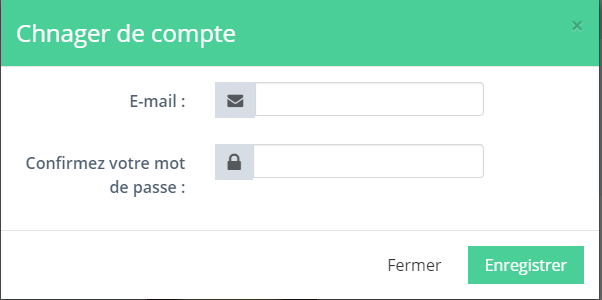 Chnager de compte
×
E-mail :
Confirmez votre mot
de passe :
Fermer Enregistrer